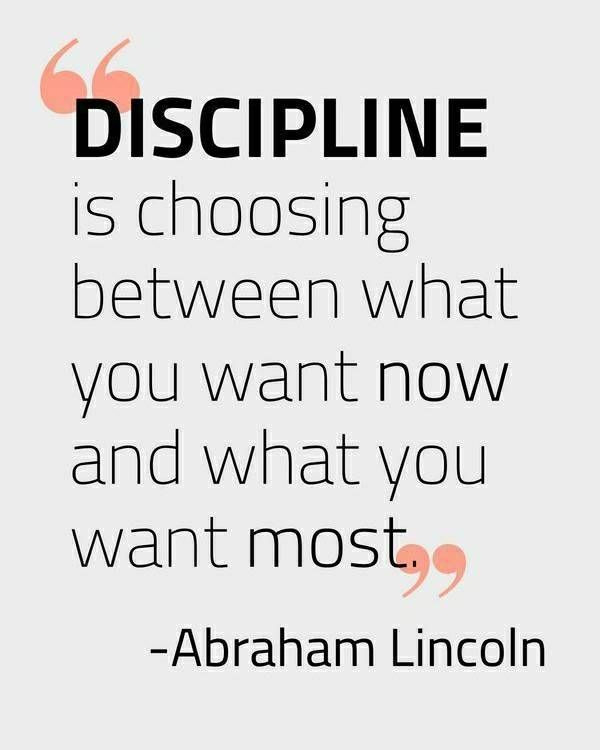 “DISCIPLINE
is choosing
between what
you want now
and what you
want most.”
-Abraham Lincoln